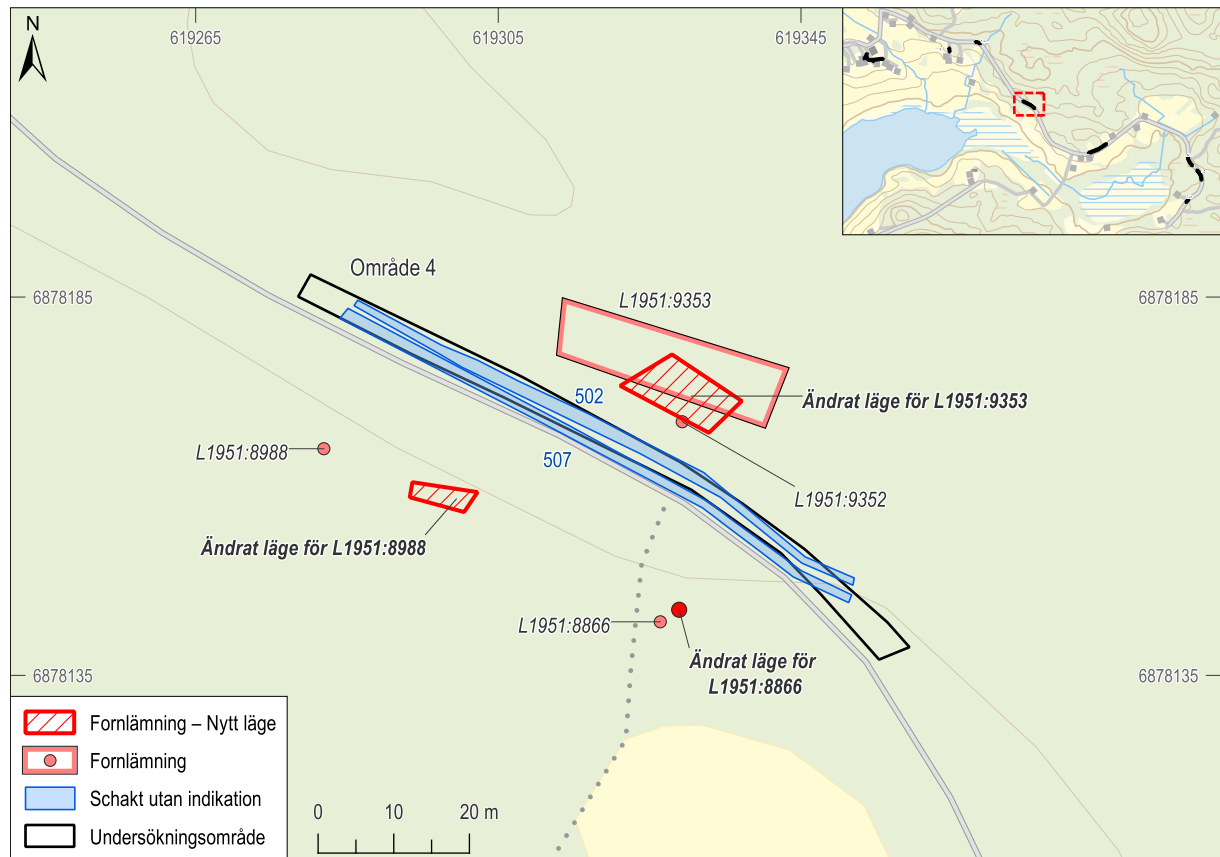 N
619265
619305
619345
Område 4
6878185
L1951:9353
6878185
502
Ändrat läge för L1951:9353
L1951:8988
507
L1951:9352
Ändrat läge för L1951:8988
L1951:8866
Ändrat läge för
L1951:8866
6878135
6878135
Fornlämning – Nytt läge
Fornlämning
Schakt utan indikation
Undersökningsområde
0
10
20 m